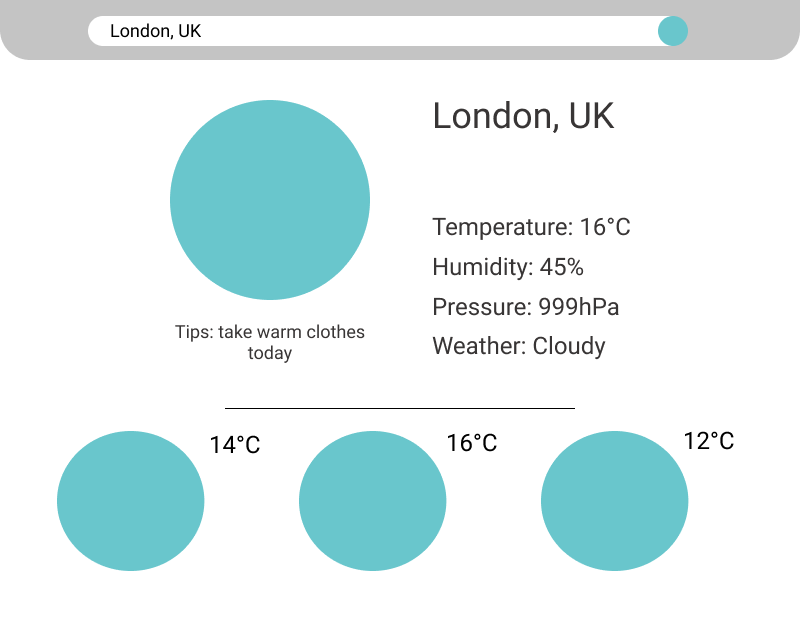 London, UK
London, UK
Temperature: 16°C
Humidity: 45%
Pressure: 999hPa
Weather: Cloudy
Tips: take warm clothes
today
14°C
16°C
12°C